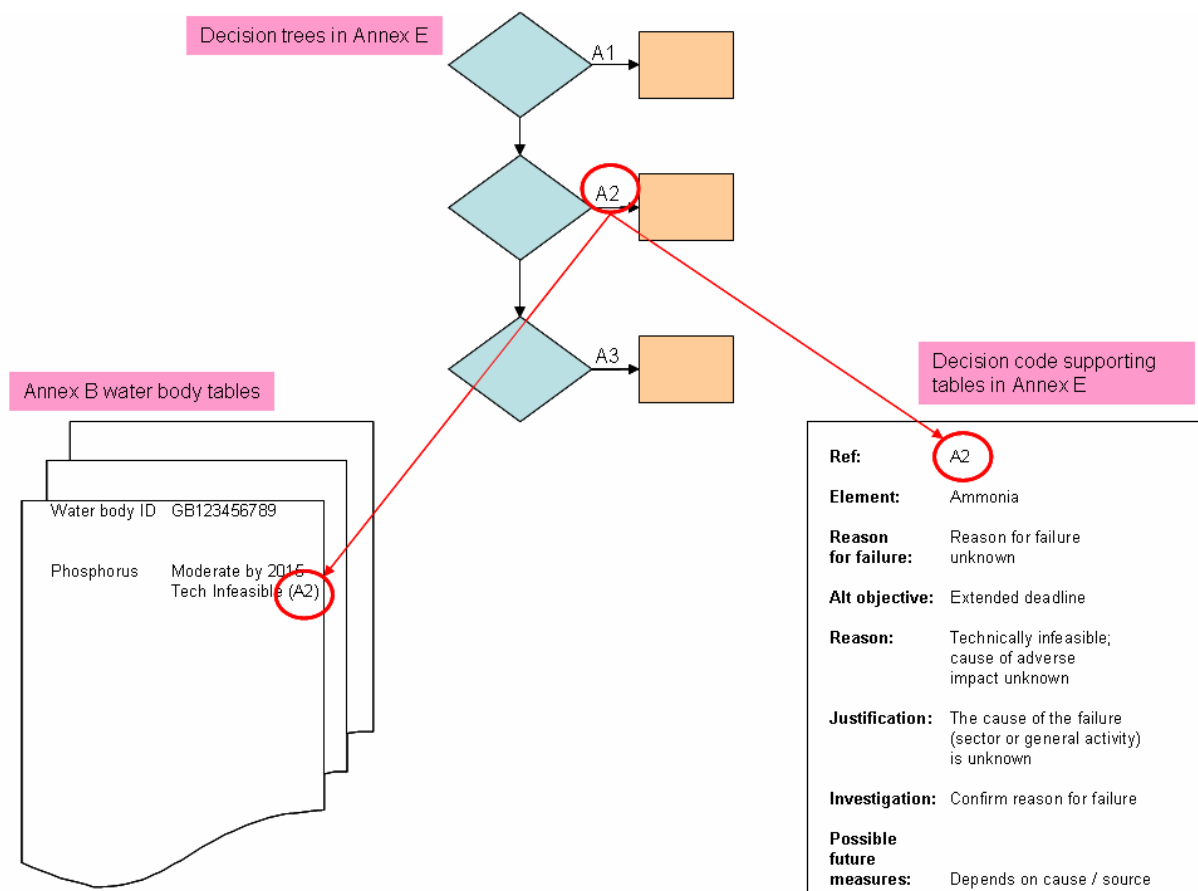 Decision trees in Annex E
A1
A2
A3
Annex B water body tables
Water body ID GB123456789
Phosphorus Moderate by 2015
Tech Infeasible (A2)
Decision code supporting
tables in Annex E
Ref: A2
Element: Ammonia
Reason Reason for failure
for failure: unknown
Alt objective: Extended deadline
Reason: Technically infeasible;
cause of adverse
impact unknown
Justification: The cause of the failure
(sector or general activity)
is unknown
Investigation: Confirm reason for failure
Possible
future
measures: Depends on cause / source